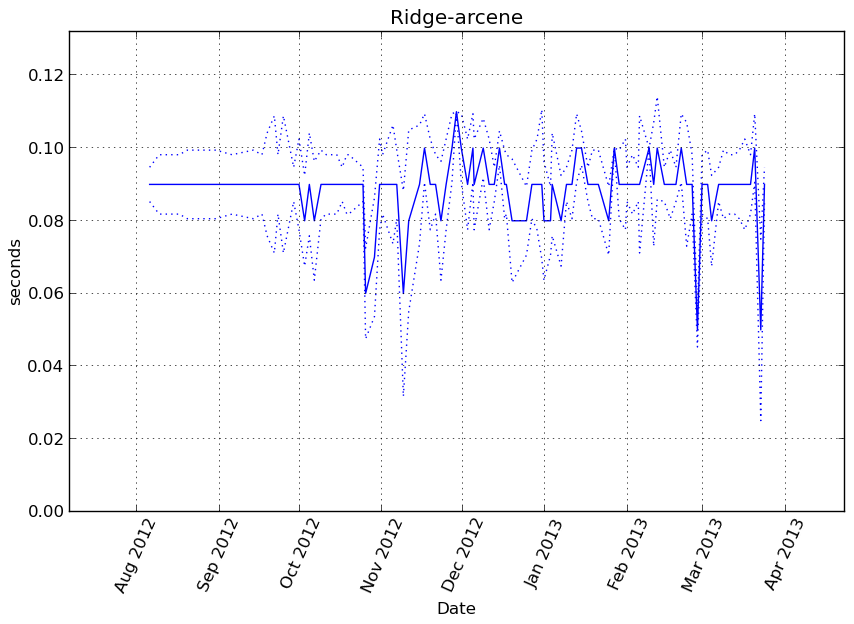 Ridge-arcene
0.12
0.10
0.08
0.06
0.04
0.02
0.00
seconds
Aug 2012
Sep 2012
Oct 2012
Nov 2012
Dec 2012
Jan 2013
Feb 2013
Mar 2013
Apr 2013
Date